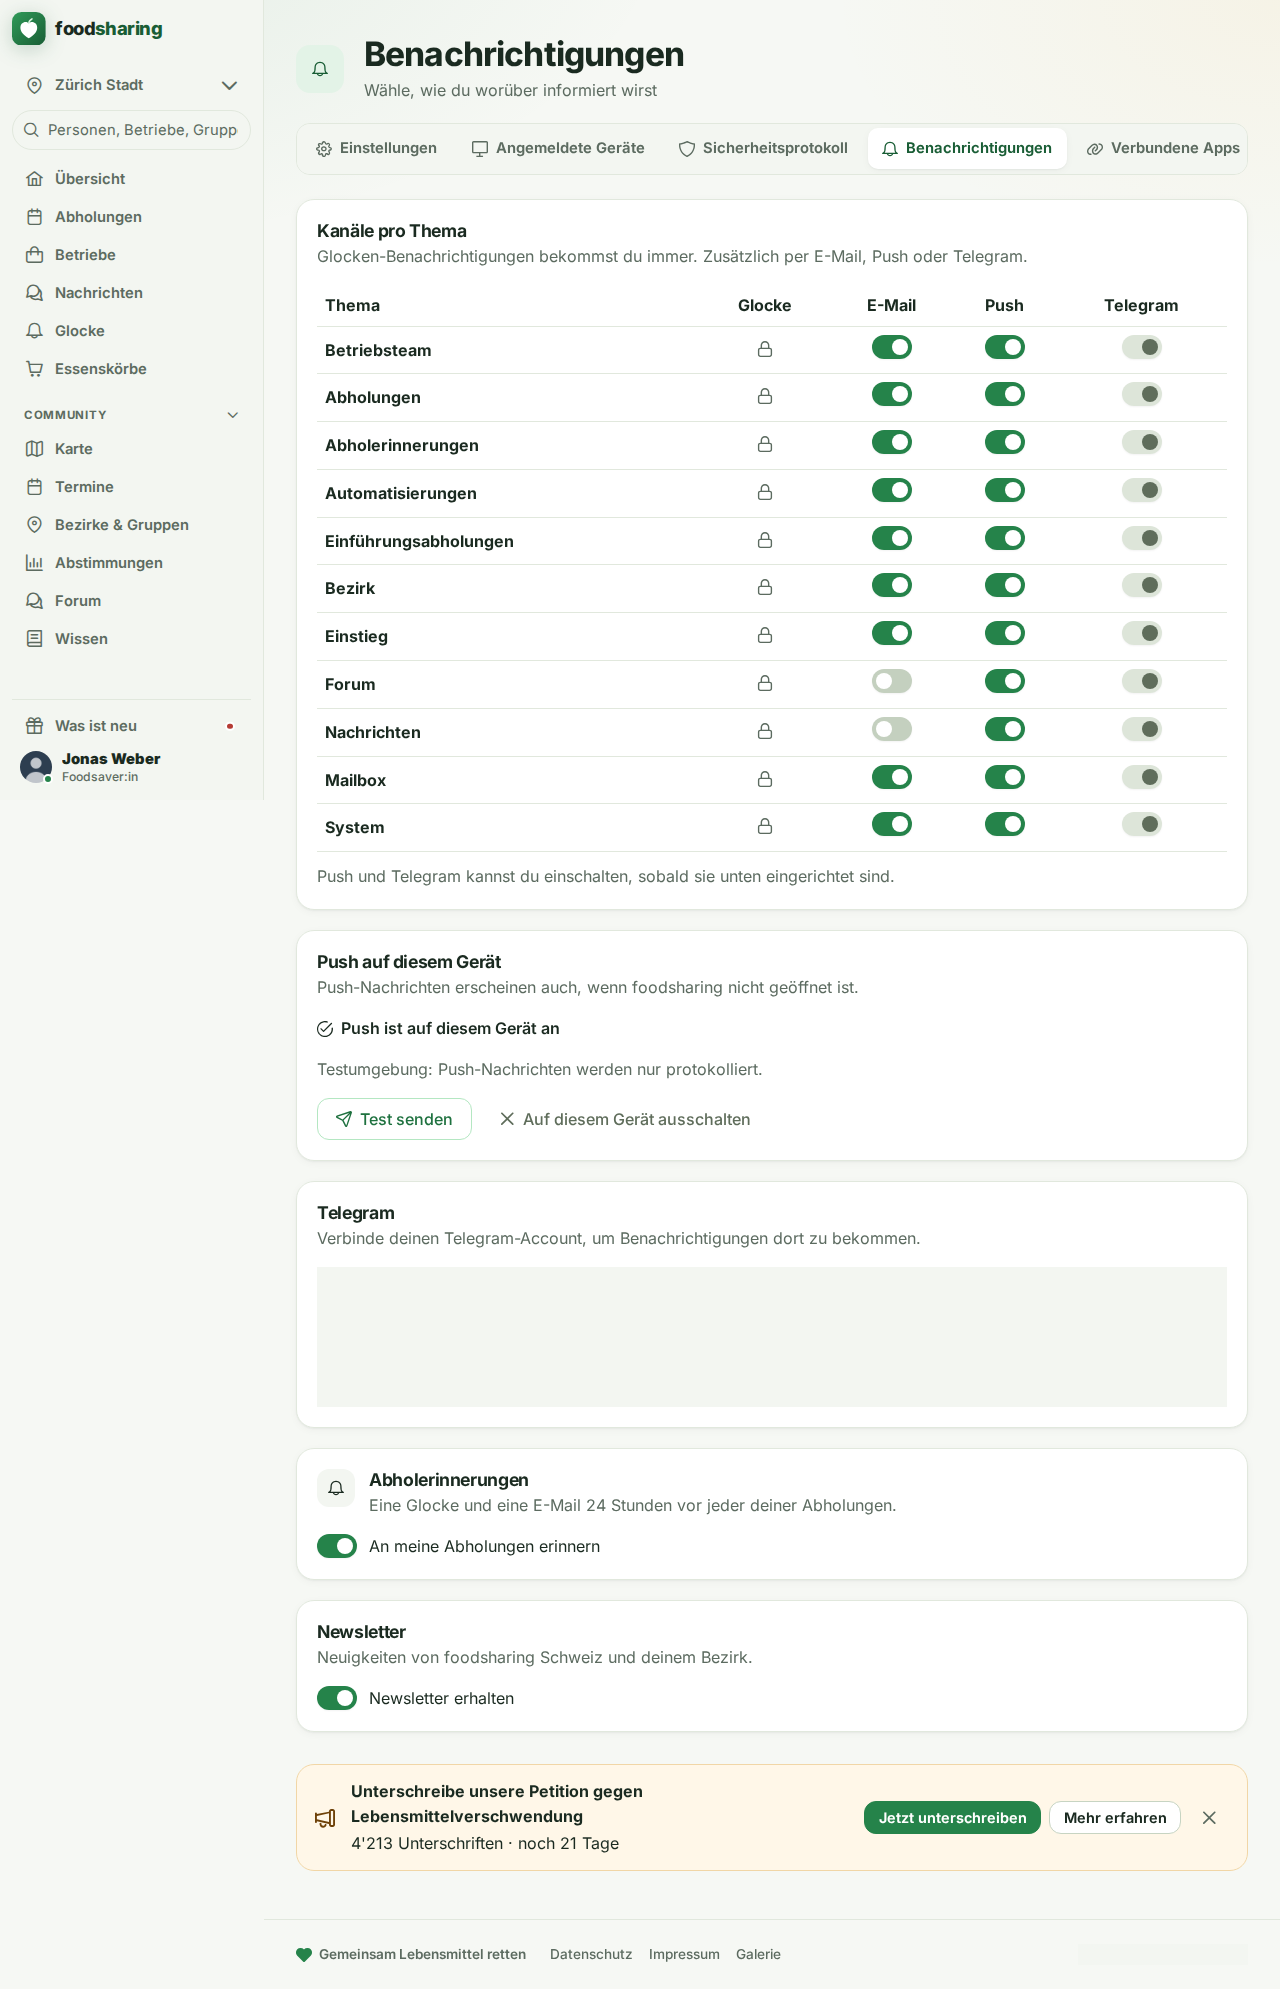 foodsharing
Zürich Stadt
Personen, Betriebe, Grupp
Übersicht
Abholungen
Betriebe
Nachrichten
Glocke
Essenskörbe
COMMUNITY
Karte
Termine
Bezirke & Gruppen
Abstimmungen
Forum
Wissen
Was ist neu
Jonas Weber
Foodsaver:in
Benachrichtigungen
Wähle, wie du worüber informiert wirst
Einstellungen Angemeldete Geräte Sicherheitsprotokoll Benachrichtigungen Verbundene Apps
Kanäle pro Thema
Glocken-Benachrichtigungen bekommst du immer. Zusätzlich per E-Mail, Push oder Telegram.
Thema Glocke E-Mail Push Telegram
Betriebsteam
Abholungen
Abholerinnerungen
Automatisierungen
Einführungsabholungen
Bezirk
Einstieg
Forum
Nachrichten
Mailbox
System
Push und Telegram kannst du einschalten, sobald sie unten eingerichtet sind.
Push auf diesem Gerät
Push-Nachrichten erscheinen auch, wenn foodsharing nicht geöffnet ist.
Push ist auf diesem Gerät an
Testumgebung: Push-Nachrichten werden nur protokolliert.
Test senden Auf diesem Gerät ausschalten
Telegram
Verbinde deinen Telegram-Account, um Benachrichtigungen dort zu bekommen.
Abholerinnerungen
Eine Glocke und eine E-Mail 24 Stunden vor jeder deiner Abholungen.
An meine Abholungen erinnern
Newsletter
Neuigkeiten von foodsharing Schweiz und deinem Bezirk.
Newsletter erhalten
Unterschreibe unsere Petition gegen
Lebensmittelverschwendung
4'213 Unterschriften · noch 21 Tage
Jetzt unterschreiben Mehr erfahren
Gemeinsam Lebensmittel retten Datenschutz Impressum Galerie